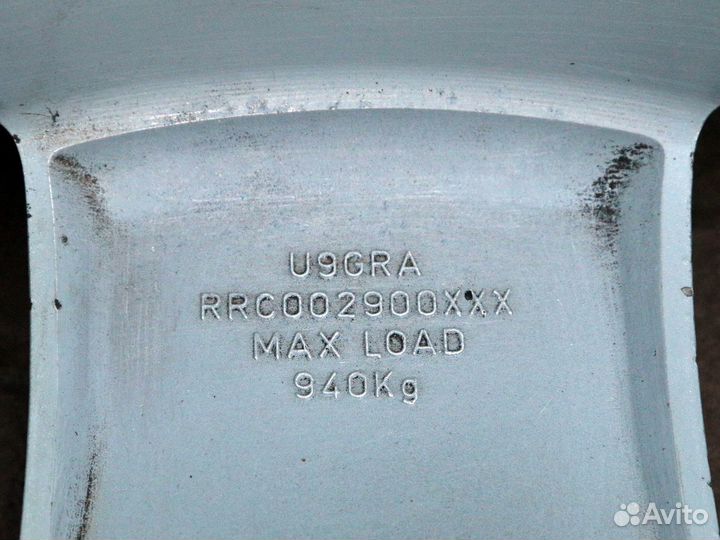 U9GRA
RRC002900XXX
MAX LOAD
940Kg
Avito